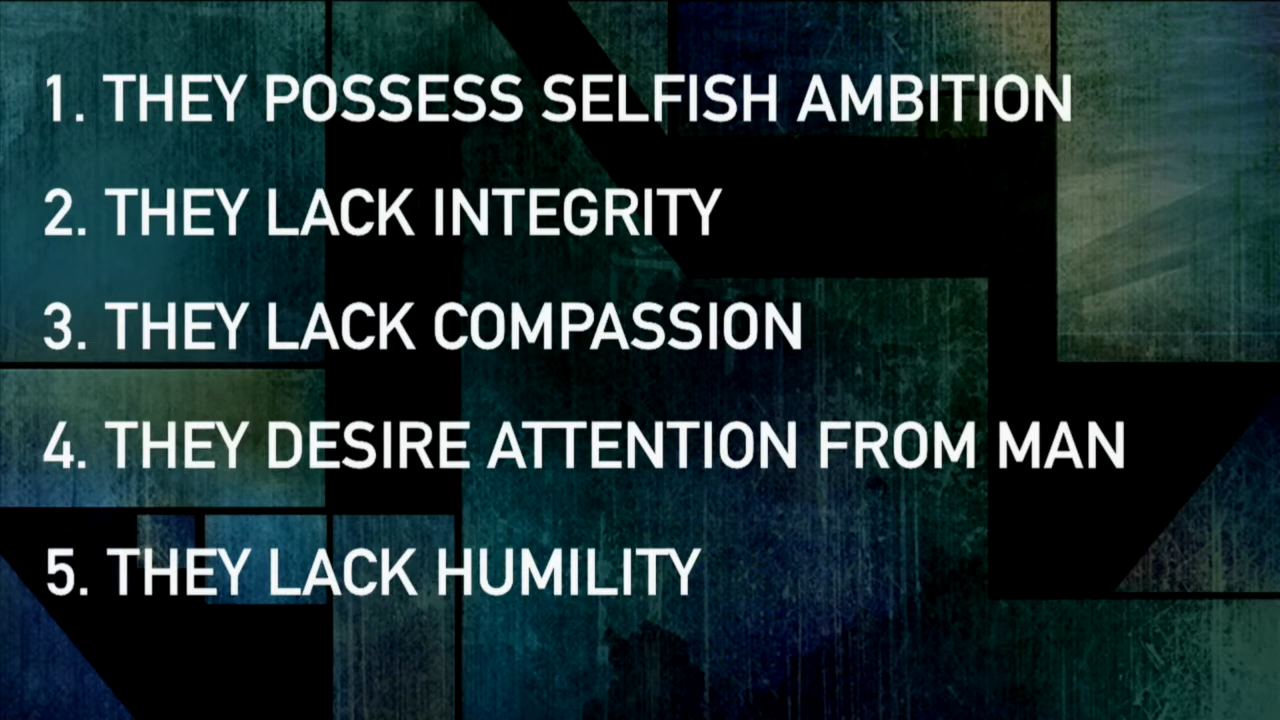 1. THEY POSSESS SELFISH AMBITION
2. THEY LACK INTEGRITY
3. THEY LACK COMPASSION
4. THEY DESIRE ATTENTION FROM MAN
5. THEY LACK HUMILITY